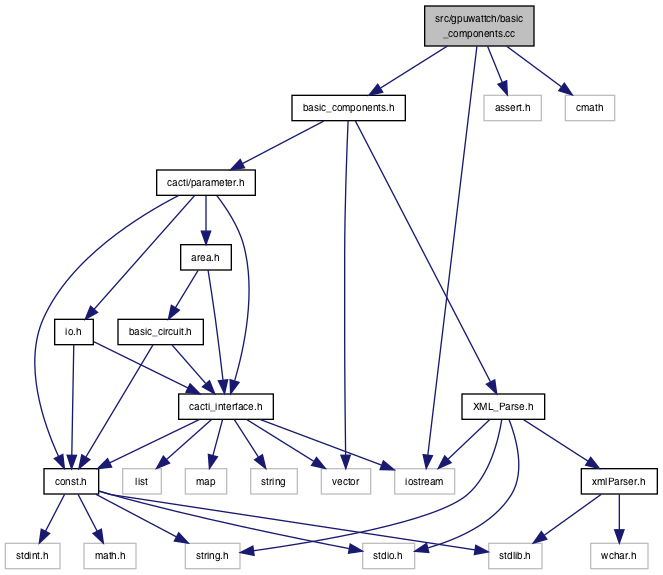 src/gpuwattch/basic
_components.cc
basic_components.h
assert.h
cmath
cacti/parameter.h
area.h
io.h
basic_circuit.h
cacti_interface.h
XML_Parse.h
const.h
list
map
string
vector
iostream
xmlParser.h
stdint.h
math.h
string.h
stdio.h
stdlib.h
wchar.h